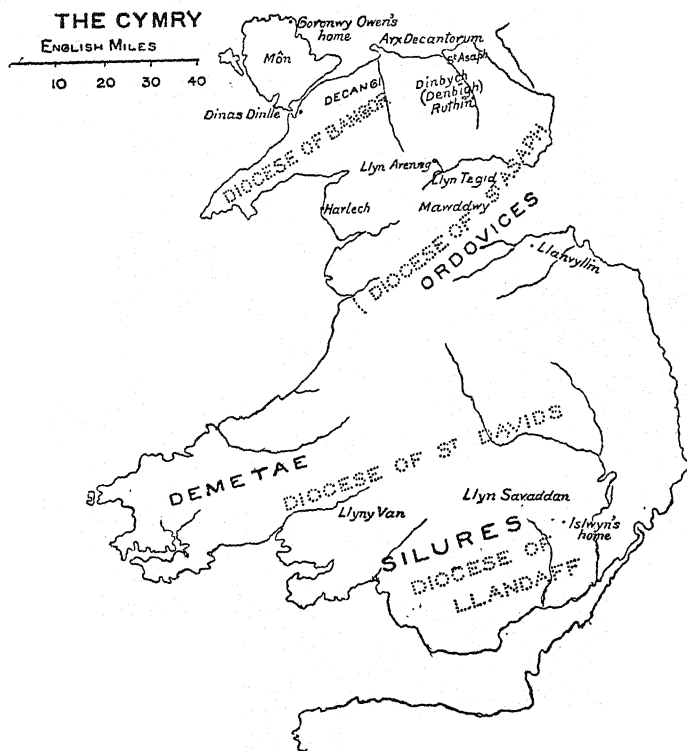 THE CYMRY
ENGLISH MILES
10 20 30 40
Goronwy Owen's
home
Môn
Arx Decantorum
St Asaph
Dinbych
(Denbigh)
Ruthin
DECANGI
Dinas Dinlle
DIOCESE OF BANGOR
Llyn Arennig
Llyn Tegid
Harlech
Mawddwy
DIOCESE OF ST ASAPH
ORDOVICES
Llanvyllin
DEMETAE
DIOCESE OF ST DAVIDS
Llyn Savaddan
Llyny Van
Islwyn's
home
SILURES
DIOCESE OF
LLANDAFF